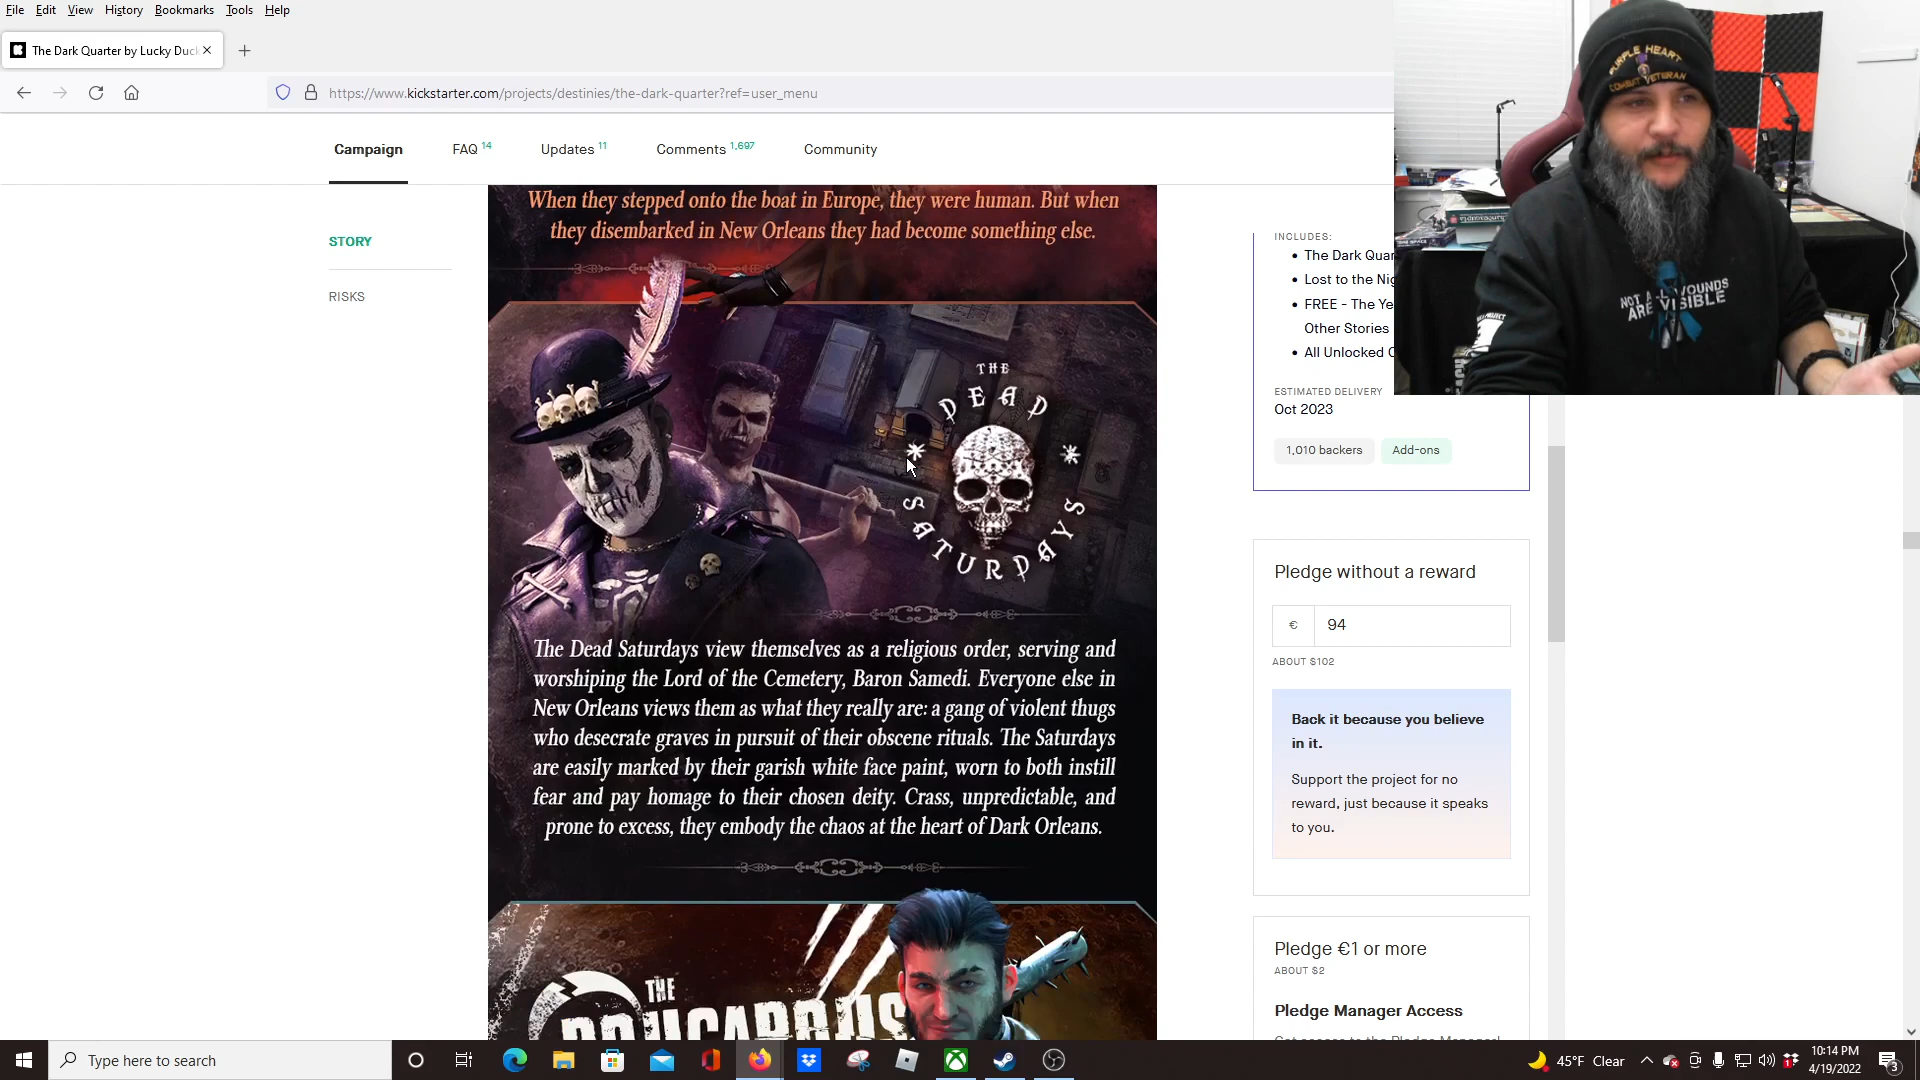 File Edit View History Bookmarks Tools Help
The Dark Quarter by Lucky Duc
https://www.kickstarter.com/projects/destinies/the-dark-quarter?ref=user_menu
Campaign FAQ 14 Updates 11 Comments 1,697 Community
STORY
RISKS
When they stepped onto the boat in Europe, they were human. But when
they disembarked in New Orleans they had become something else.
THE
DEAD
SATURDAYS
The Dead Saturdays view themselves as a religious order, serving and
worshiping the Lord of the Cemetery, Baron Samedi. Everyone else in
New Orleans views them as what they really are: a gang of violent thugs
who desecrate graves in pursuit of their obscene rituals. The Saturdays
are easily marked by their garish white face paint, worn to both instill
fear and pay homage to their chosen deity. Crass, unpredictable, and
prone to excess, they embody the chaos at the heart of Dark Orleans.
THE
INCLUDES:
The Dark Quar
Lost to the Nig
FREE - The Ye
Other Stories
All Unlocked
ESTIMATED DELIVERY
Oct 2023
1,010 backers Add-ons
Pledge without a reward
€ 94
ABOUT $102
Back it because you believe
in it.
Support the project for no
reward, just because it speaks
to you.
Pledge €1 or more
ABOUT $2
Pledge Manager Access
PURPLE HEART
COMBAT VETERAN
NOT ALL WOUNDS
ARE VISIBLE
Type here to search
45°F Clear
10:14 PM
4/19/2022
3